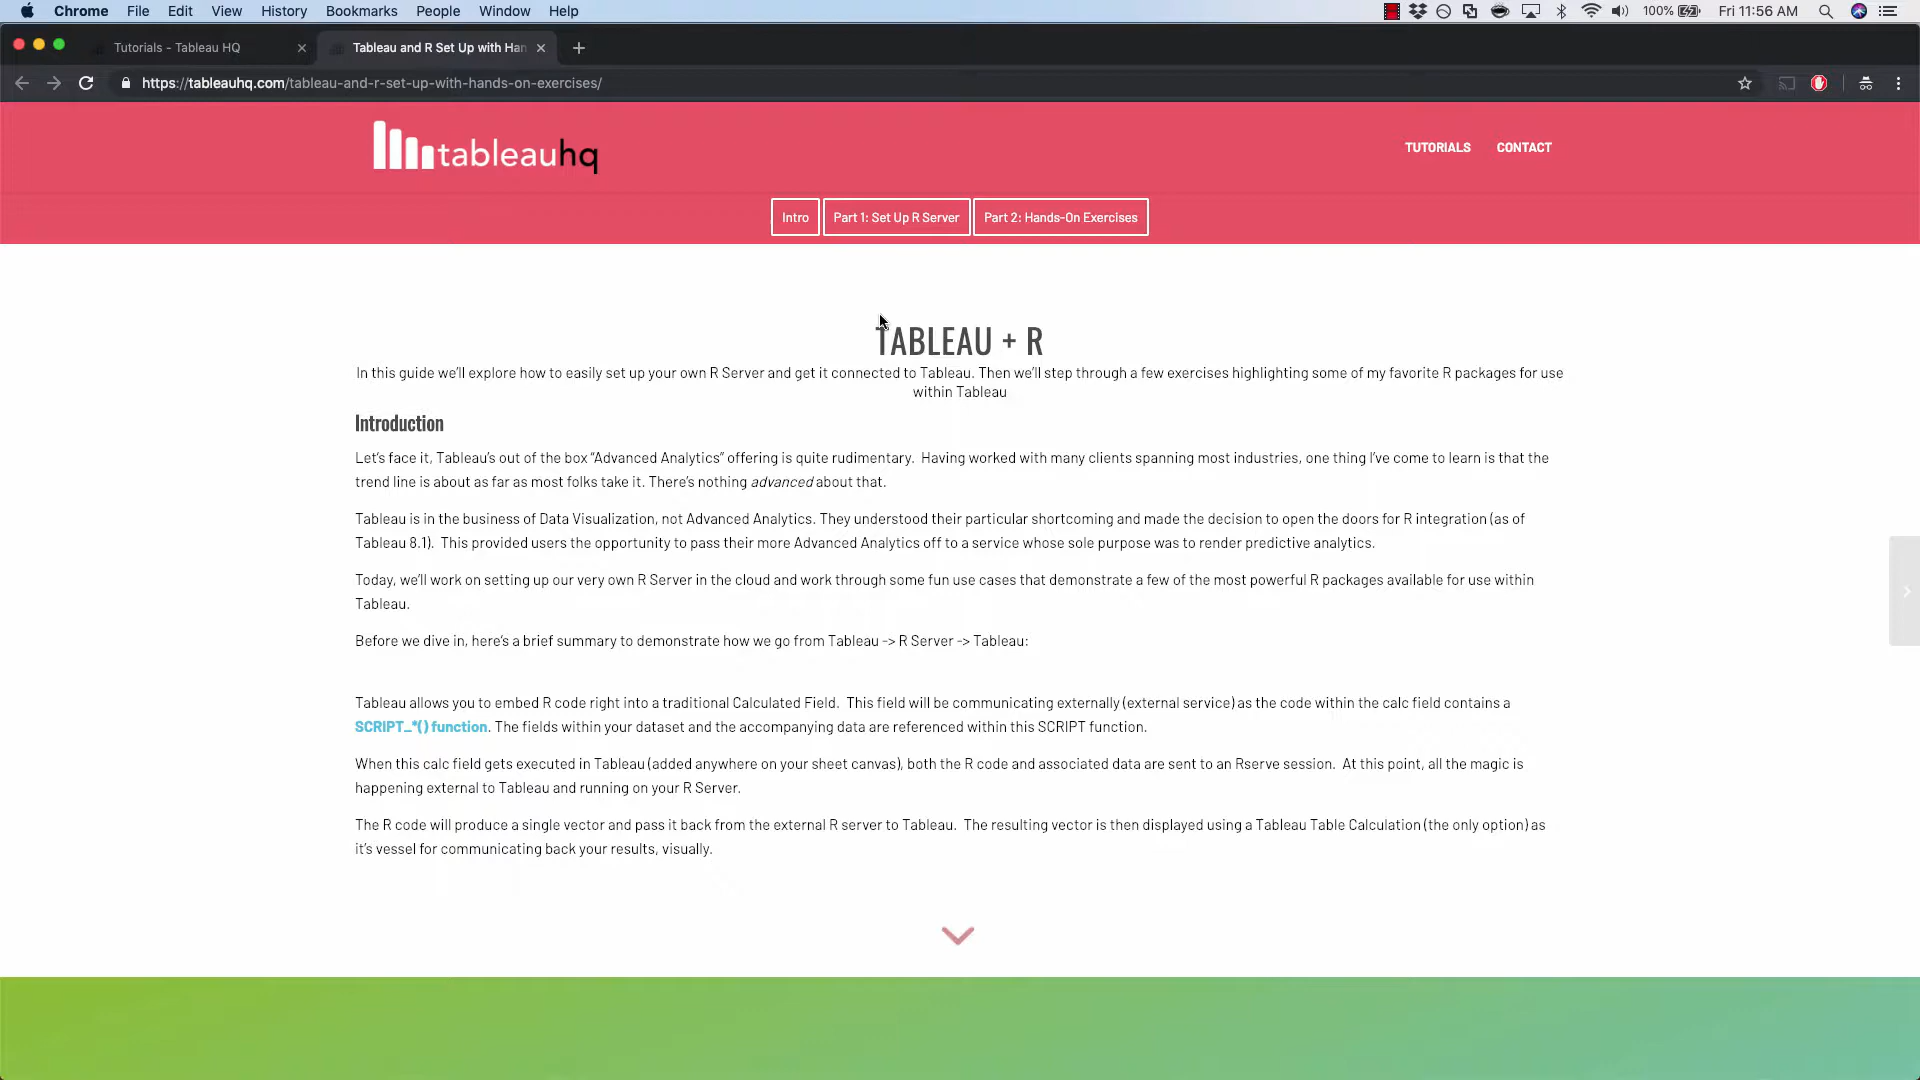 Chrome File Edit View History Bookmarks People Window Help 100% Fri 11:56 AM
Tutorials - Tableau HQ Tableau and R Set Up with Han
https://tableauhq.com/tableau-and-r-set-up-with-hands-on-exercises/
tableauhq TUTORIALS CONTACT
Intro Part 1: Set Up R Server Part 2: Hands-On Exercises
TABLEAU + R
In this guide we'll explore how to easily set up your own R Server and get it connected to Tableau. Then we'll step through a few exercises highlighting some of my favorite R packages for use
within Tableau
Introduction
Let's face it, Tableau's out of the box "Advanced Analytics" offering is quite rudimentary. Having worked with many clients spanning most industries, one thing I've come to learn is that the
trend line is about as far as most folks take it. There's nothing advanced about that.
Tableau is in the business of Data Visualization, not Advanced Analytics. They understood their particular shortcoming and made the decision to open the doors for R integration (as of
Tableau 8.1). This provided users the opportunity to pass their more Advanced Analytics off to a service whose sole purpose was to render predictive analytics.
Today, we'll work on setting up our very own R Server in the cloud and work through some fun use cases that demonstrate a few of the most powerful R packages available for use within
Tableau.
Before we dive in, here's a brief summary to demonstrate how we go from Tableau -> R Server -> Tableau:
Tableau allows you to embed R code right into a traditional Calculated Field. This field will be communicating externally (external service) as the code within the calc field contains a
SCRIPT_*() function. The fields within your dataset and the accompanying data are referenced within this SCRIPT function.
When this calc field gets executed in Tableau (added anywhere on your sheet canvas), both the R code and associated data are sent to an Rserve session. At this point, all the magic is
happening external to Tableau and running on your R Server.
The R code will produce a single vector and pass it back from the external R server to Tableau. The resulting vector is then displayed using a Tableau Table Calculation (the only option) as
it's vessel for communicating back your results, visually.